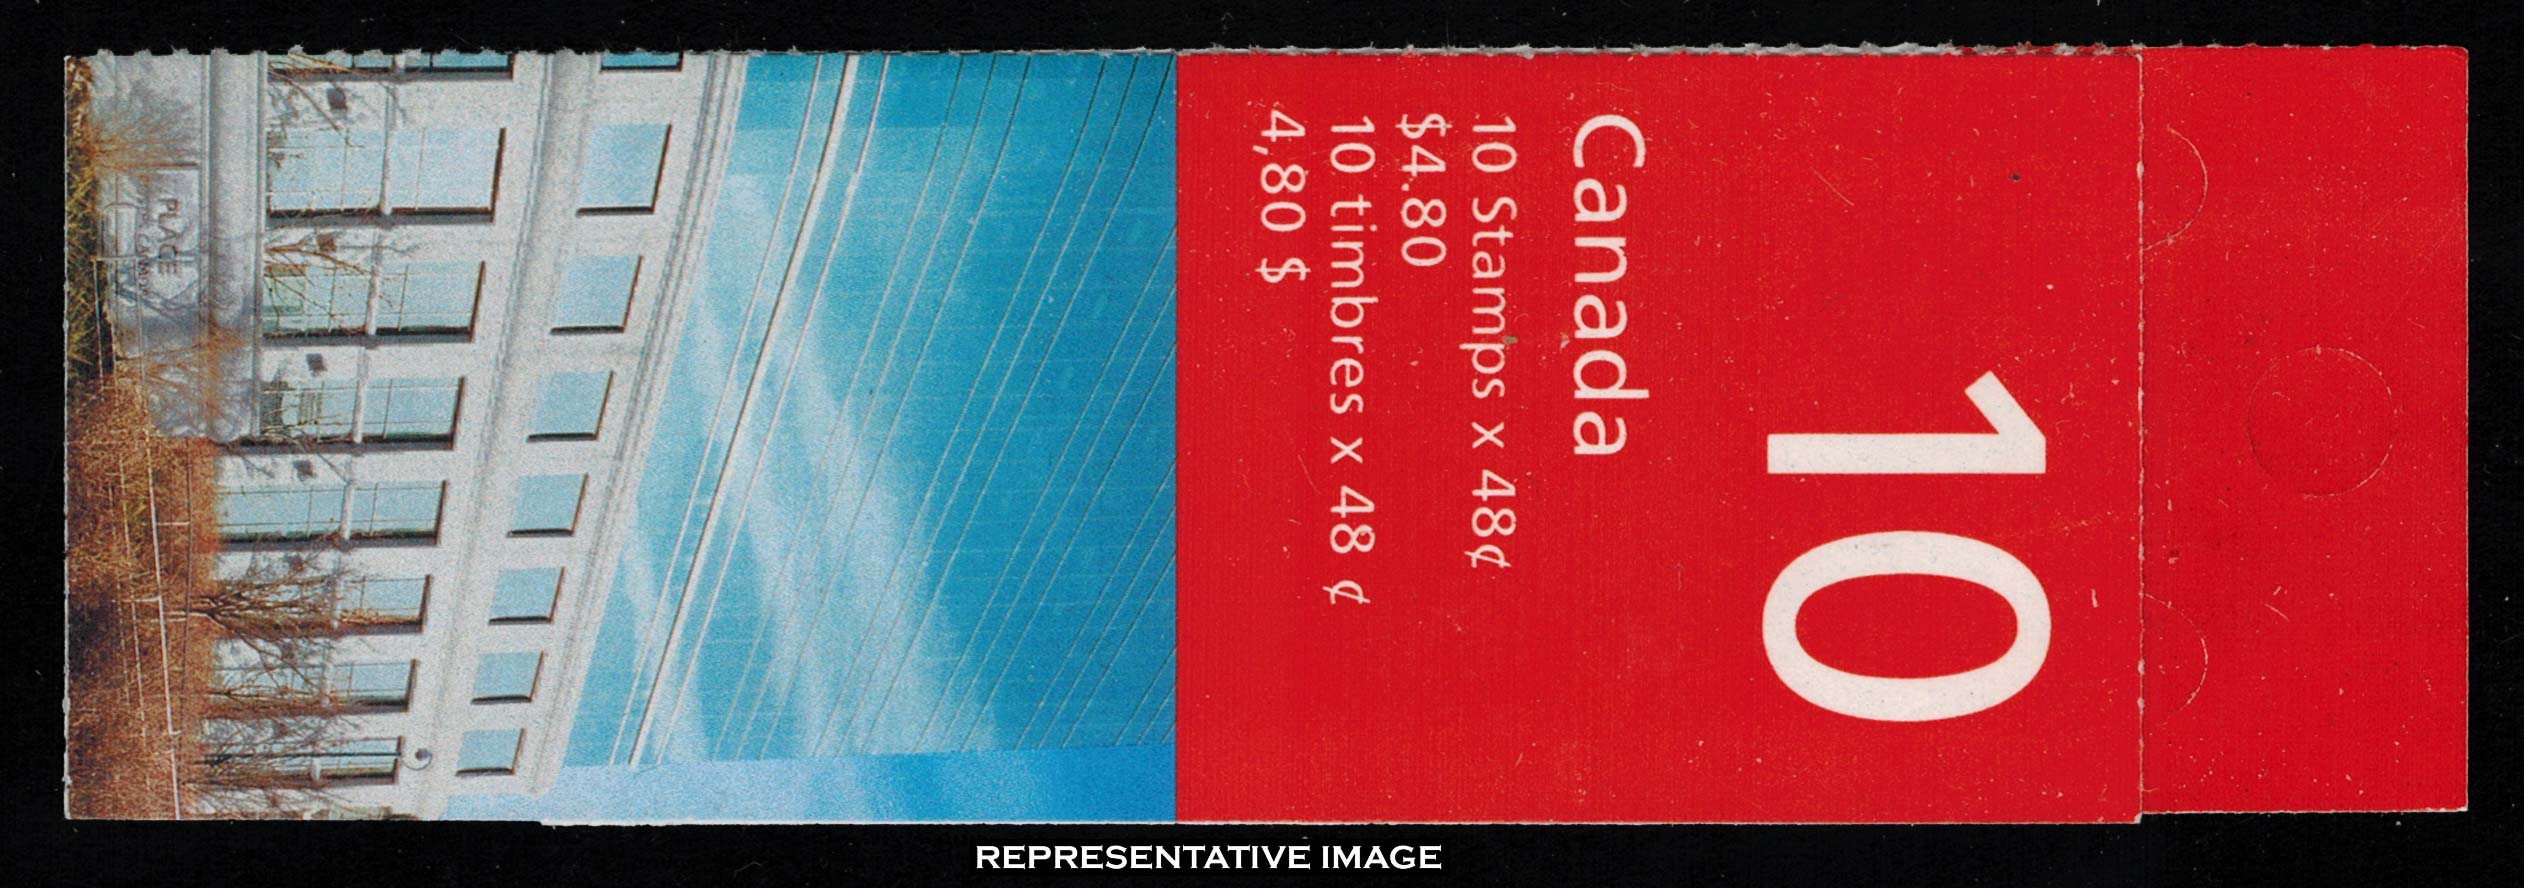 10
Canada
10 Stamps x 48¢
$4.80
10 timbres x 48 ¢
4,80 $
PLACE
REPRESENTATIVE IMAGE